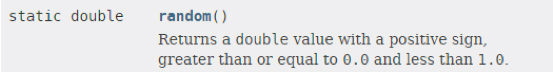 static double random()
Returns a double value with a positive sign,
greater than or equal to 0.0 and less than 1.0.